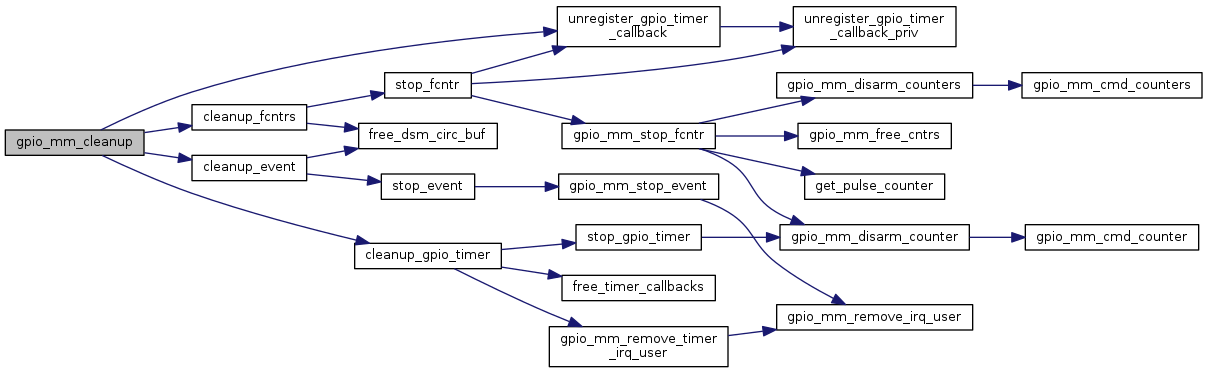 gpio_mm_cleanup
cleanup_fcntrs
cleanup_event
stop_fcntr
free_dsm_circ_buf
stop_event
cleanup_gpio_timer
unregister_gpio_timer
_callback
gpio_mm_stop_fcntr
gpio_mm_stop_event
stop_gpio_timer
free_timer_callbacks
gpio_mm_remove_timer
_irq_user
unregister_gpio_timer
_callback_priv
gpio_mm_disarm_counters
gpio_mm_free_cntrs
get_pulse_counter
gpio_mm_disarm_counter
gpio_mm_remove_irq_user
gpio_mm_cmd_counters
gpio_mm_cmd_counter